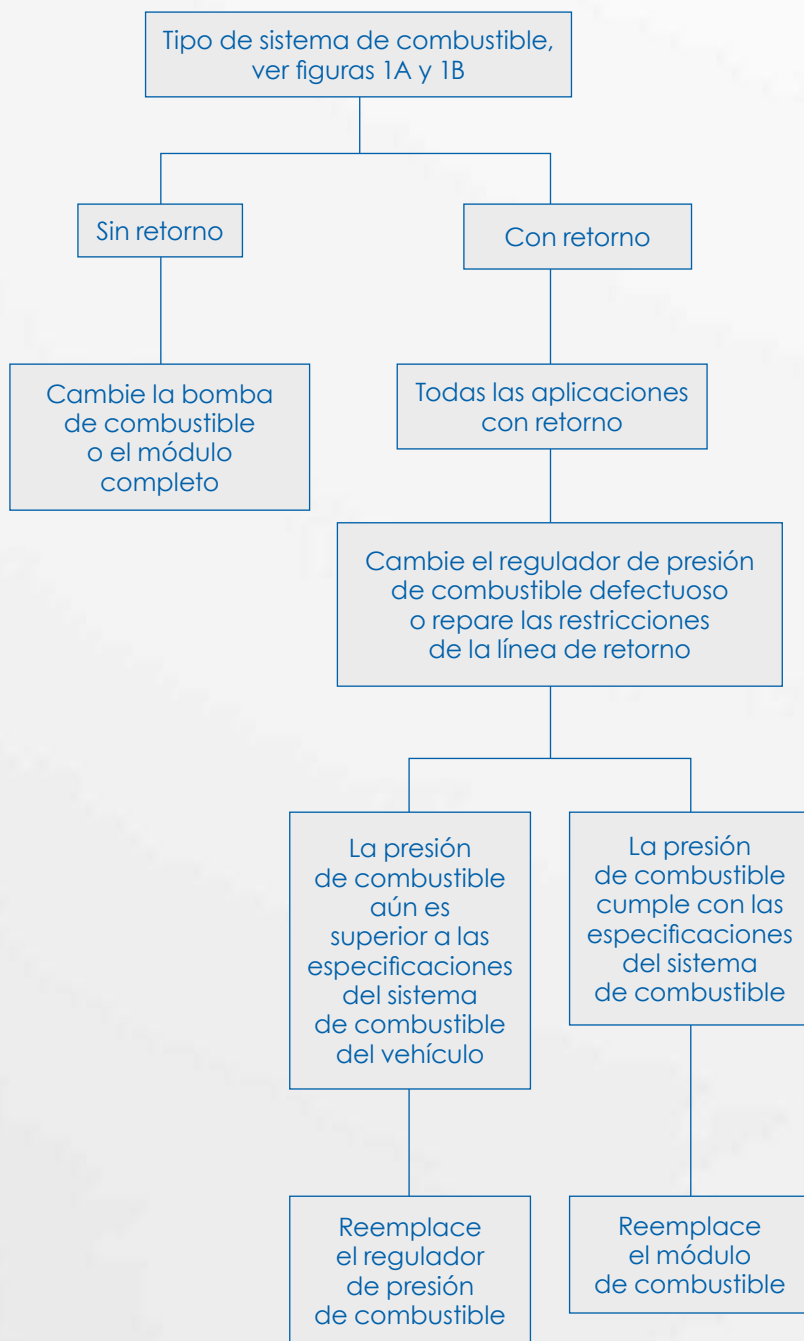 Tipo de sistema de combustible,
ver figuras 1A y 1B
Sin retorno
Con retorno
Cambie la bomba
de combustible
o el módulo
completo
Todas las aplicaciones
con retorno
Cambie el regulador de presión
de combustible defectuoso
o repare las restricciones
de la línea de retorno
La presión
de combustible
aún es
superior a las
especificaciones
del sistema
de combustible
del vehículo
La presión
de combustible
cumple con las
especificaciones
del sistema
de combustible
Reemplace
el regulador
de presión
de combustible
Reemplace
el módulo
de combustible